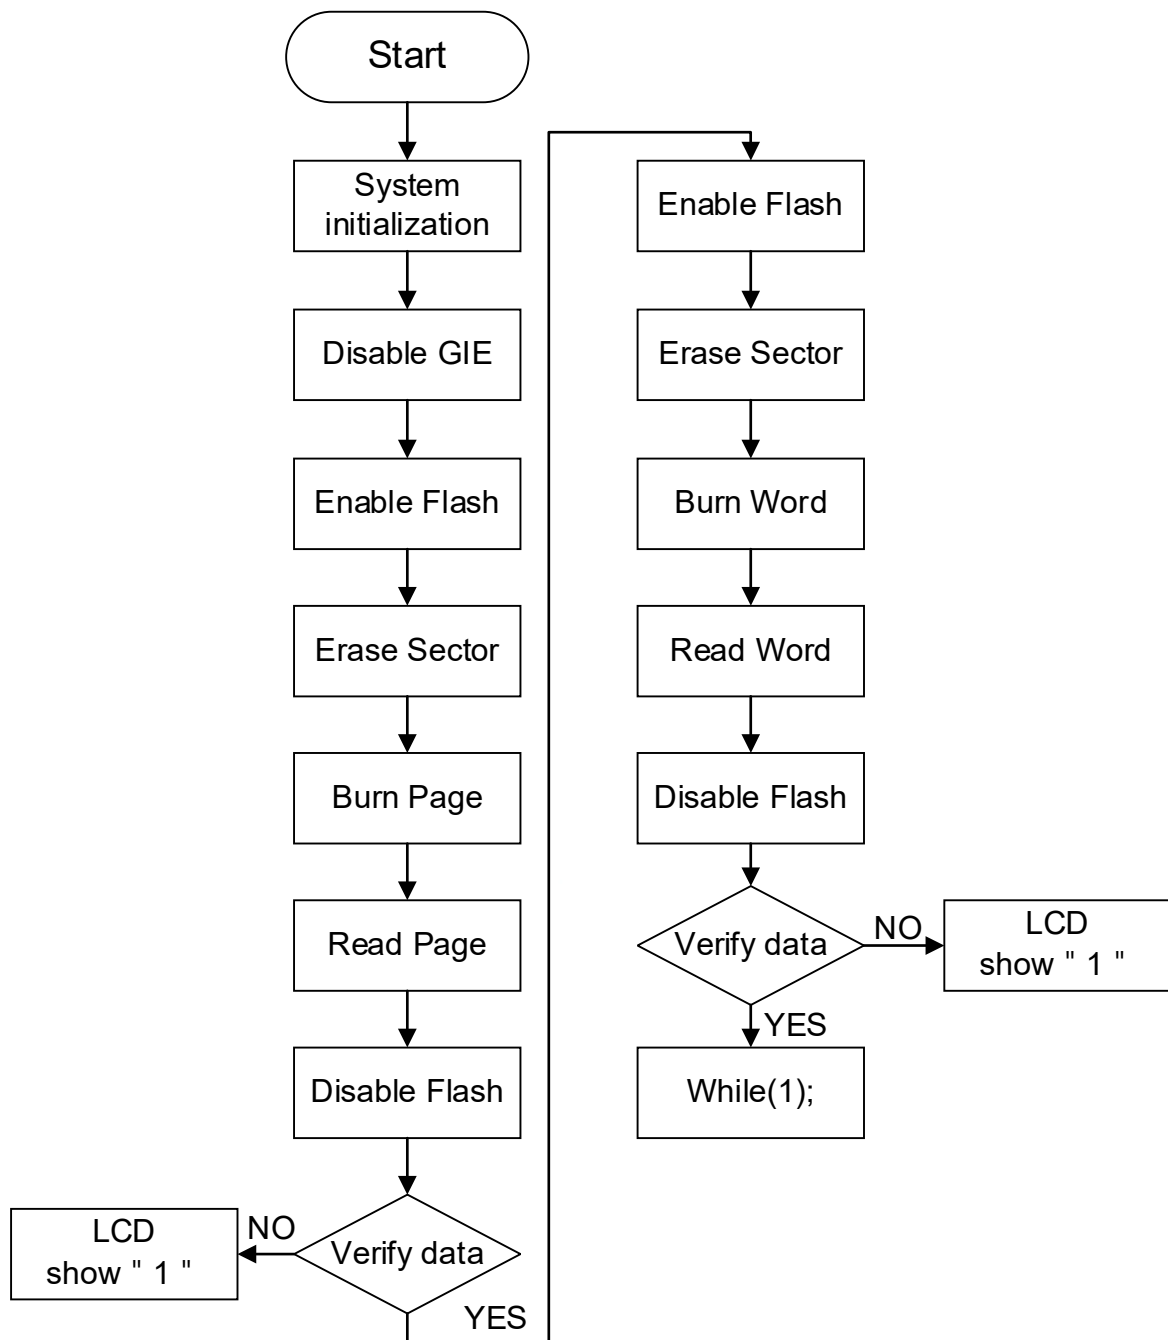 Start
System
initialization
Disable GIE
Enable Flash
Erase Sector
Burn Page
Read Page
Disable Flash
Verify data
NO
LCD
show " 1 "
YES
Enable Flash
Erase Sector
Burn Word
Read Word
Disable Flash
Verify data
NO
LCD
show " 1 "
YES
While(1);